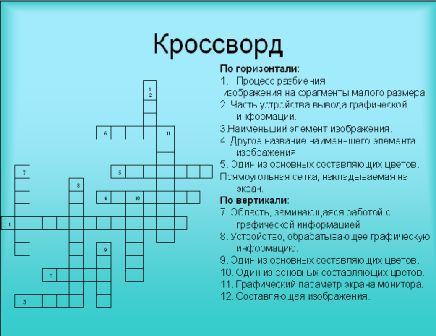 Кроссворд
По горизонтали:
1. Процесс разбиения
изображения на фрагменты малого размера
2. Часть устройства вывода графической
информации.
3.Наименьший элемент изображения.
4. Другое название наименьшего элемента
изображения
5. Один из основных составляющих цветов.
Прямоугольная сетка, накладываемая на
экран.
По вертикали:
7. Область, занимающаяся работой с
графической информацией
8. Устройство, обрабатывающее графическую
информацию.
9. Один из основных составляющих цветов.
10. Один из основных составляющих цветов.
11. Графический параметр экрана монитора.
12. Составляющая изображения.